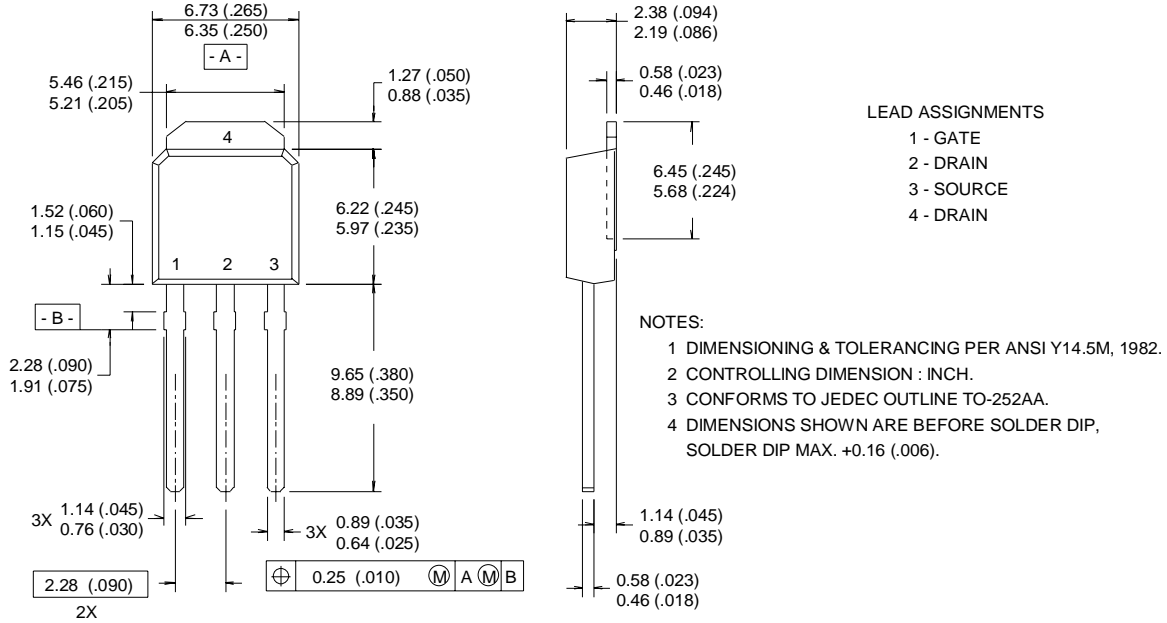 6.73 (.265)
6.35 (.250)
- A -
5.46 (.215)
5.21 (.205)
1.27 (.050)
0.88 (.035)
4
6.22 (.245)
5.97 (.235)
1.52 (.060)
1.15 (.045)
1 2 3
- B -
2.28 (.090)
1.91 (.075)
9.65 (.380)
8.89 (.350)
3X 1.14 (.045)
0.76 (.030)
3X 0.89 (.035)
0.64 (.025)
2.28 (.090)
2X
⌖ 0.25 (.010) Ⓜ A Ⓜ B
2.38 (.094)
2.19 (.086)
0.58 (.023)
0.46 (.018)
6.45 (.245)
5.68 (.224)
1.14 (.045)
0.89 (.035)
0.58 (.023)
0.46 (.018)
LEAD ASSIGNMENTS
1 - GATE
2 - DRAIN
3 - SOURCE
4 - DRAIN
NOTES:
1 DIMENSIONING & TOLERANCING PER ANSI Y14.5M, 1982.
2 CONTROLLING DIMENSION : INCH.
3 CONFORMS TO JEDEC OUTLINE TO-252AA.
4 DIMENSIONS SHOWN ARE BEFORE SOLDER DIP,
SOLDER DIP MAX. +0.16 (.006).